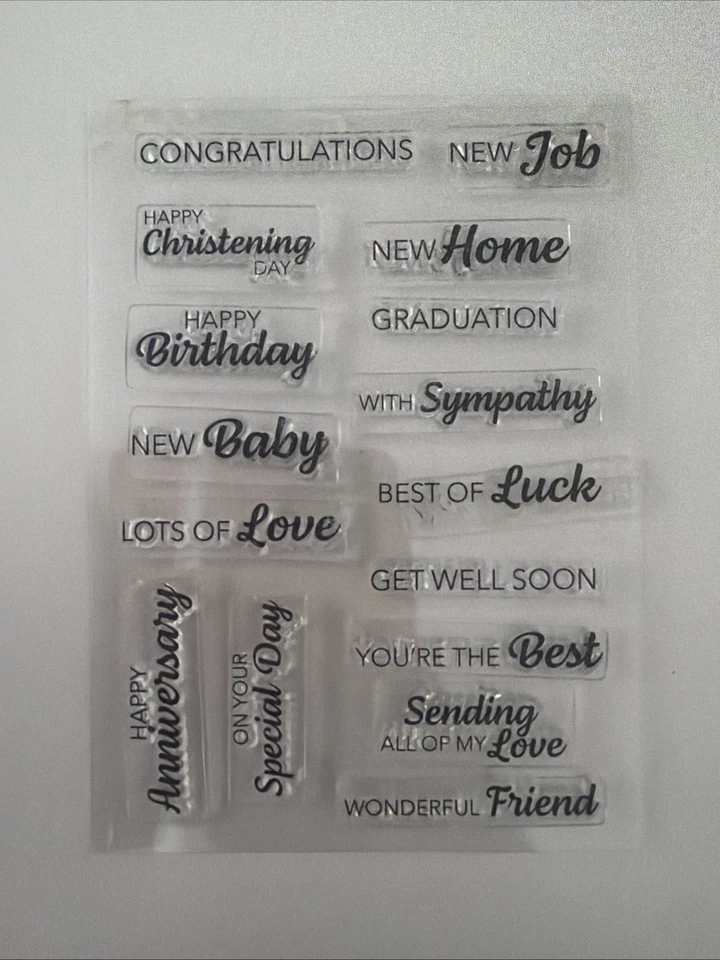 CONGRATULATIONS
NEW Job
HAPPY
Christening
DAY
NEW Home
HAPPY
Birthday
GRADUATION
WITH Sympathy
NEW Baby
BEST OF Luck
LOTS OF Love
GET WELL SOON
HAPPY
Anniversary
ON YOUR
Special Day
YOU'RE THE Best
Sending
ALL OF MY Love
WONDERFUL Friend